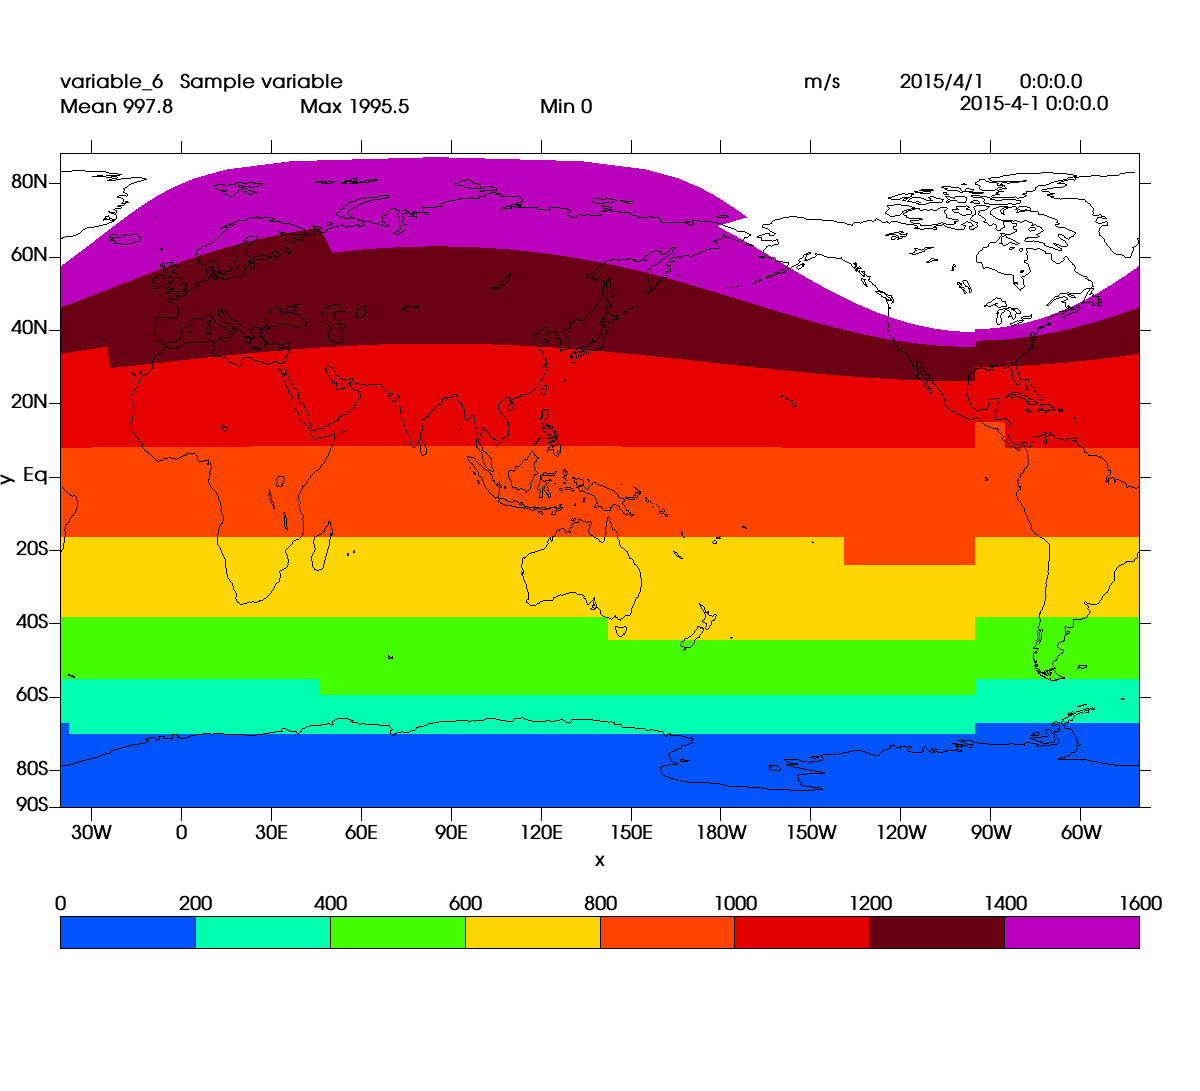 variable_6 Sample variable m/s 2015/4/1 0:0:0.0
Mean 997.8 Max 1995.5 Min 0 2015-4-1 0:0:0.0
80N
60N
40N
20N
Eq
y
20S
40S
60S
80S
90S
30W 0 30E 60E 90E 120E 150E 180W 150W 120W 90W 60W
x
0 200 400 600 800 1000 1200 1400 1600